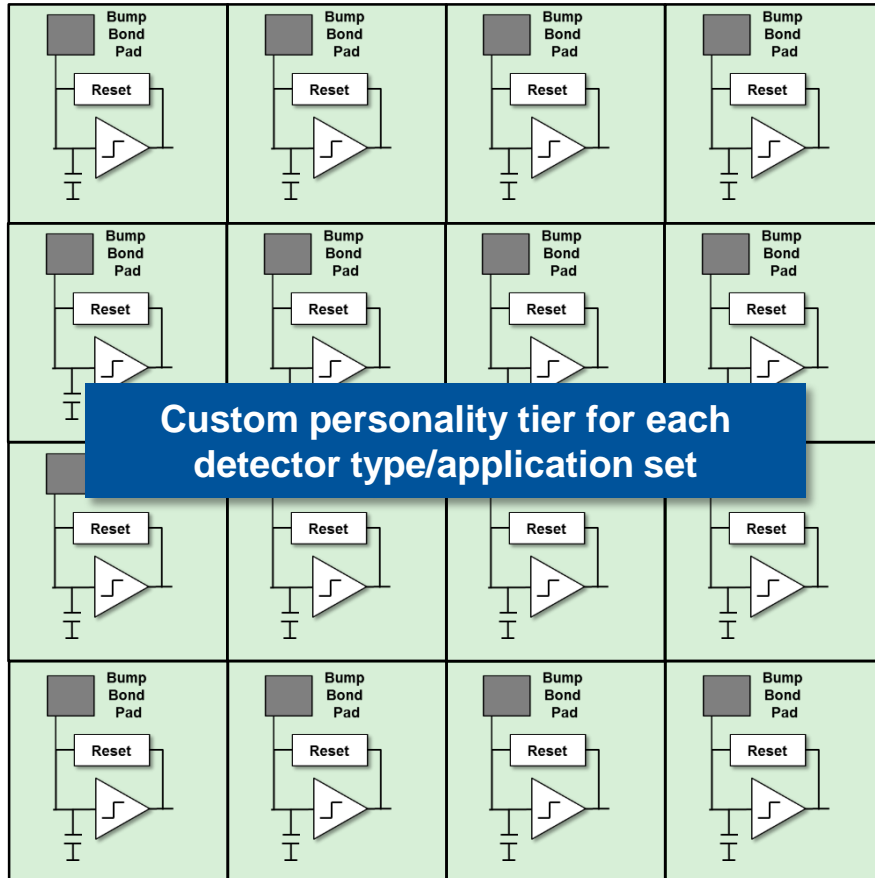 Bump Bond Pad
Reset
Bump Bond Pad
Reset
Bump Bond Pad
Reset
Bump Bond Pad
Reset
Bump Bond Pad
Reset
Bump Bond Pad
Reset
Bump Bond Pad
Reset
Bump Bond Pad
Reset
Custom personality tier for each
detector type/application set
Reset
Reset
Reset
Reset
Bump Bond Pad
Reset
Bump Bond Pad
Reset
Bump Bond Pad
Reset
Bump Bond Pad
Reset